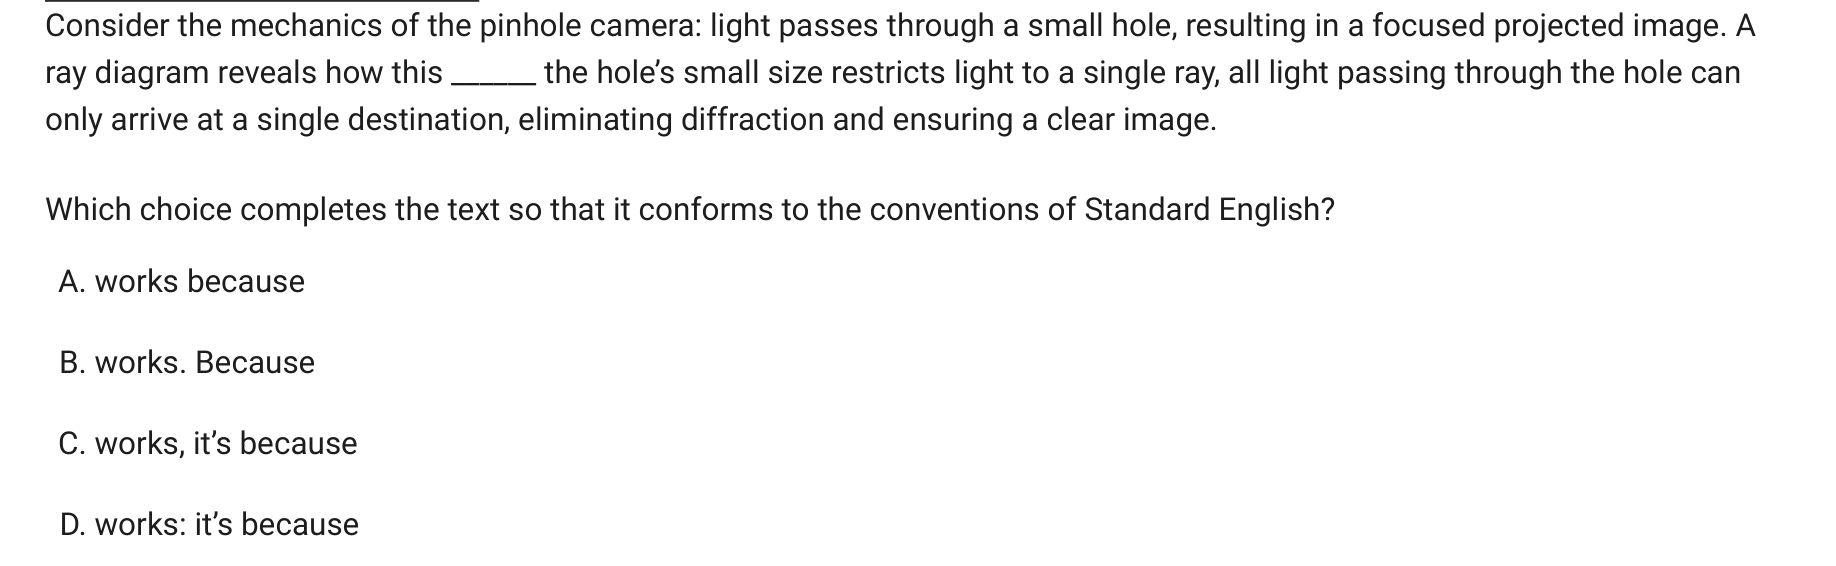 Consider the mechanics of the pinhole camera: light passes through a small hole, resulting in a focused projected image. A
ray diagram reveals how this ______ the hole’s small size restricts light to a single ray, all light passing through the hole can
only arrive at a single destination, eliminating diffraction and ensuring a clear image.
Which choice completes the text so that it conforms to the conventions of Standard English?
A. works because
B. works. Because
C. works, it’s because
D. works: it’s because